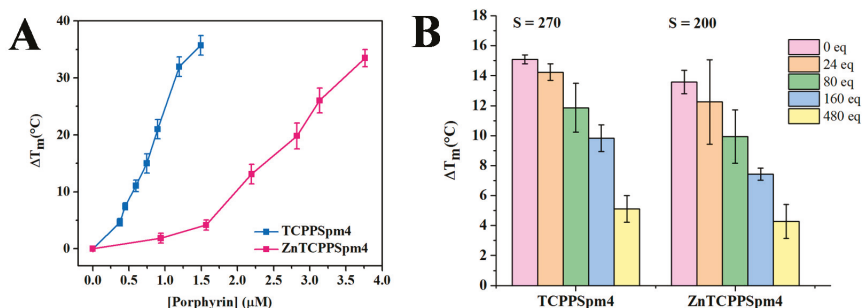 A
40
30
20
10
0
ΔTm(°C)
0.0 0.5 1.0 1.5 2.0 2.5 3.0 3.5 4.0
[Porphyrin] (μM)
TCPPSpm4
ZnTCPPSpm4
B
18
16
14
12
10
8
6
4
2
0
ΔTm(°C)
S = 270
S = 200
0 eq
24 eq
80 eq
160 eq
480 eq
TCPPSpm4
ZnTCPPSpm4